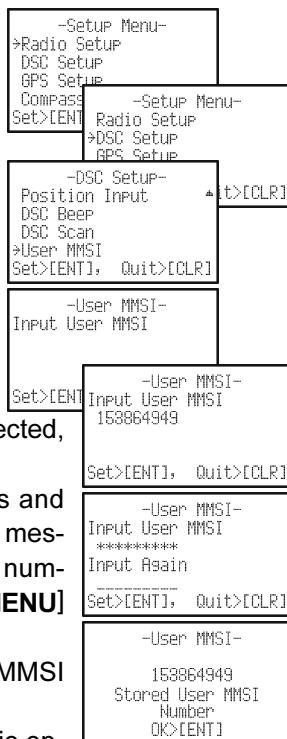 -Setup Menu-
→Radio Setup
DSC Setup
GPS Setup
Compass
Set>[ENT
-Setup Menu-
Radio Setup
→DSC Setup
GPS Setup
it>[CLR]
-DSC Setup-
Position Input
DSC Beep
DSC Scan
→User MMSI
Set>[ENT], Quit>[CLR]
-User MMSI-
Input User MMSI
Set>[ENT
-User MMSI-
Input User MMSI
153864949
Set>[ENT], Quit>[CLR]
ected,
s and
mes-
num-
IENU]
-User MMSI-
Input User MMSI
*********
Input Again
_________
Set>[ENT], Quit>[CLR]
MMSI
-User MMSI-
153864949
Stored User MMSI
Number
OK>[ENT]